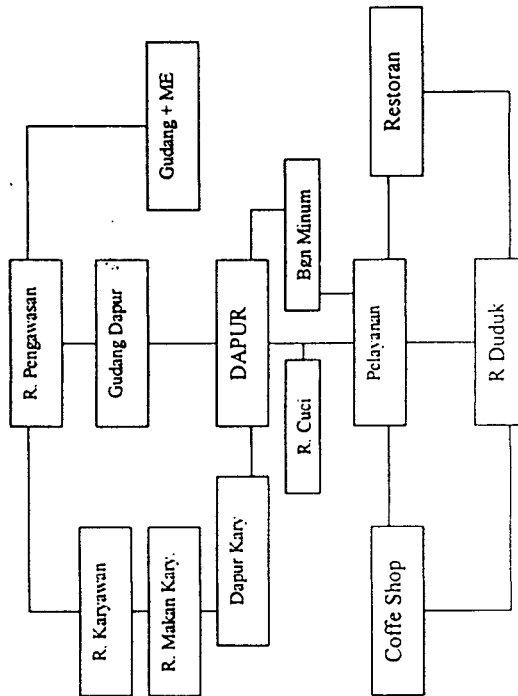 R. Pengawasan
Gudang + ME
R. Karyawan
Gudang Dapur
R. Makan Kary.
DAPUR
Dapur Kary
Bgn Minum
R. Cuci
Pelayanan
Restoran
Coffe Shop
R Duduk